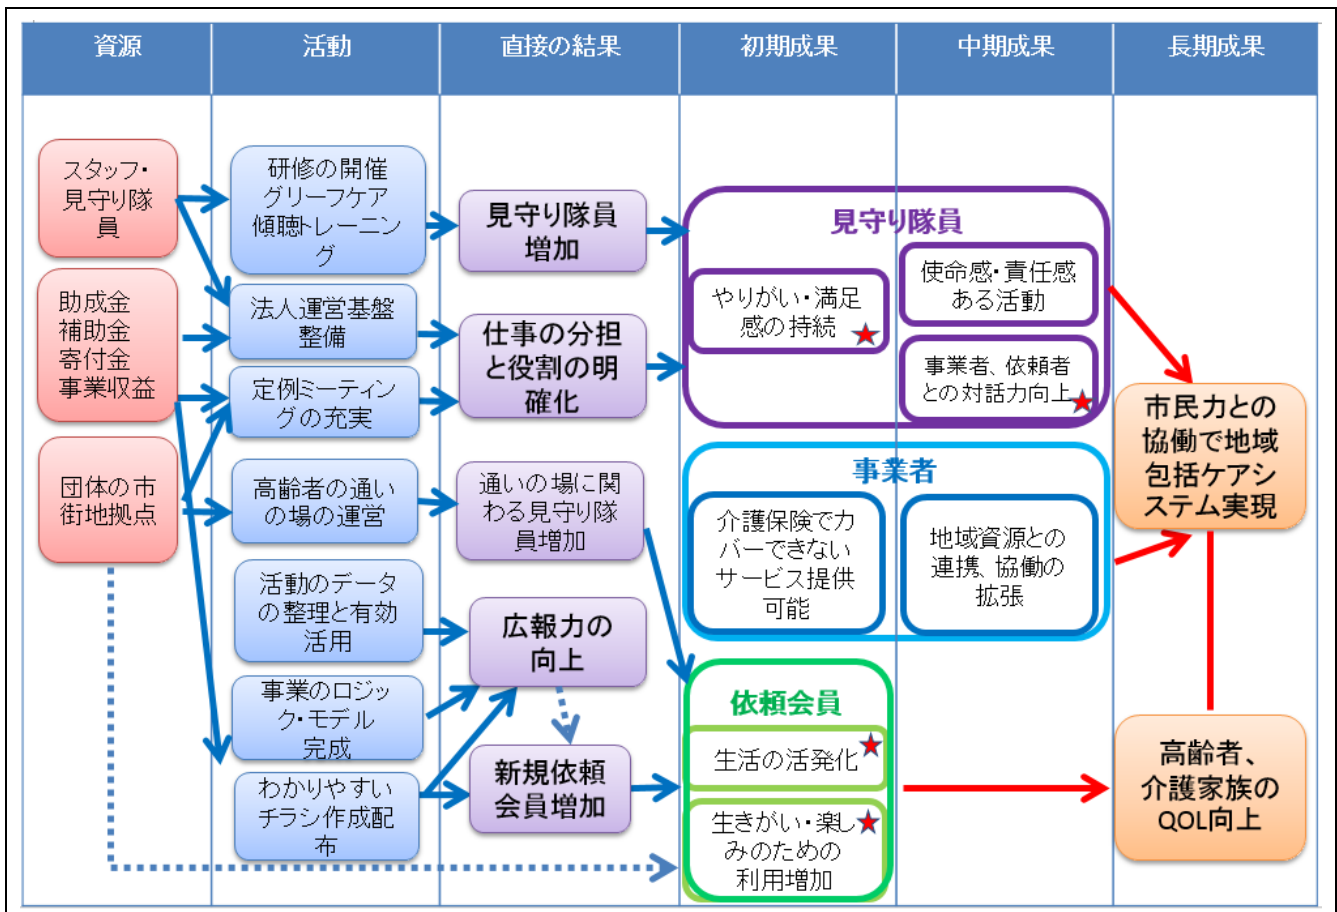 資源
活動
直接の結果
初期成果
中期成果
長期成果
スタッフ・
見守り隊
員
助成金
補助金
寄付金
事業収益
団体の市
街地拠点
研修の開催
グリーフケア
傾聴トレーニン
グ
法人運営基盤
整備
定例ミーティン
グの充実
高齢者の通い
の場の運営
活動のデータ
の整理と有効
活用
事業のロジッ
ク・モデル
完成
わかりやすい
チラシ作成配
布
見守り隊員
増加
仕事の分担
と役割の明
確化
通いの場に関
わる見守り隊
員増加
広報力の
向上
新規依頼
会員増加
見守り隊員
やりがい・満足
感の持続
使命感・責任感
ある活動
事業者、依頼者
との対話力向上
事業者
介護保険でカ
バーできない
サービス提供
可能
地域資源との
連携、協働の
拡張
依頼会員
生活の活発化
生きがい・楽し
みのための
利用増加
市民力との
協働で地域
包括ケアシ
ステム実現
高齢者、
介護家族の
QOL向上